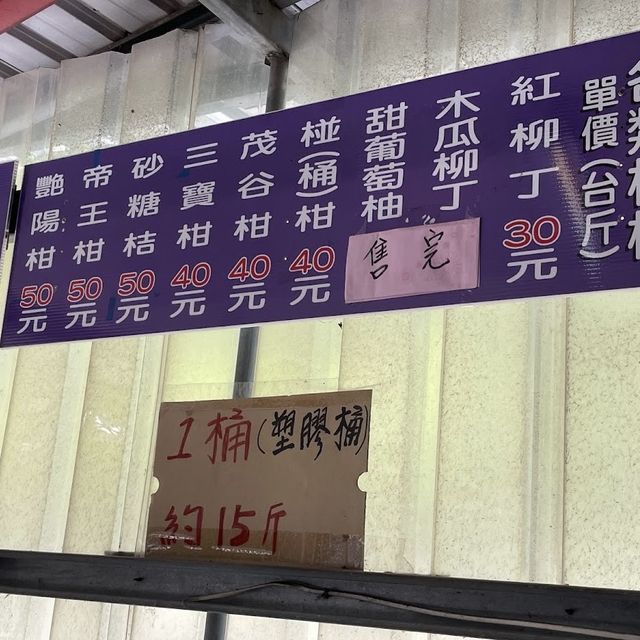 單價(台斤)
紅柳丁30元
木瓜柳丁
甜葡萄柚
售完
椪(桶)柑40元
茂谷柑40元
三寶柑40元
砂糖桔50元
帝王柑50元
艷陽柑50元
1桶(塑膠桶)
約15斤